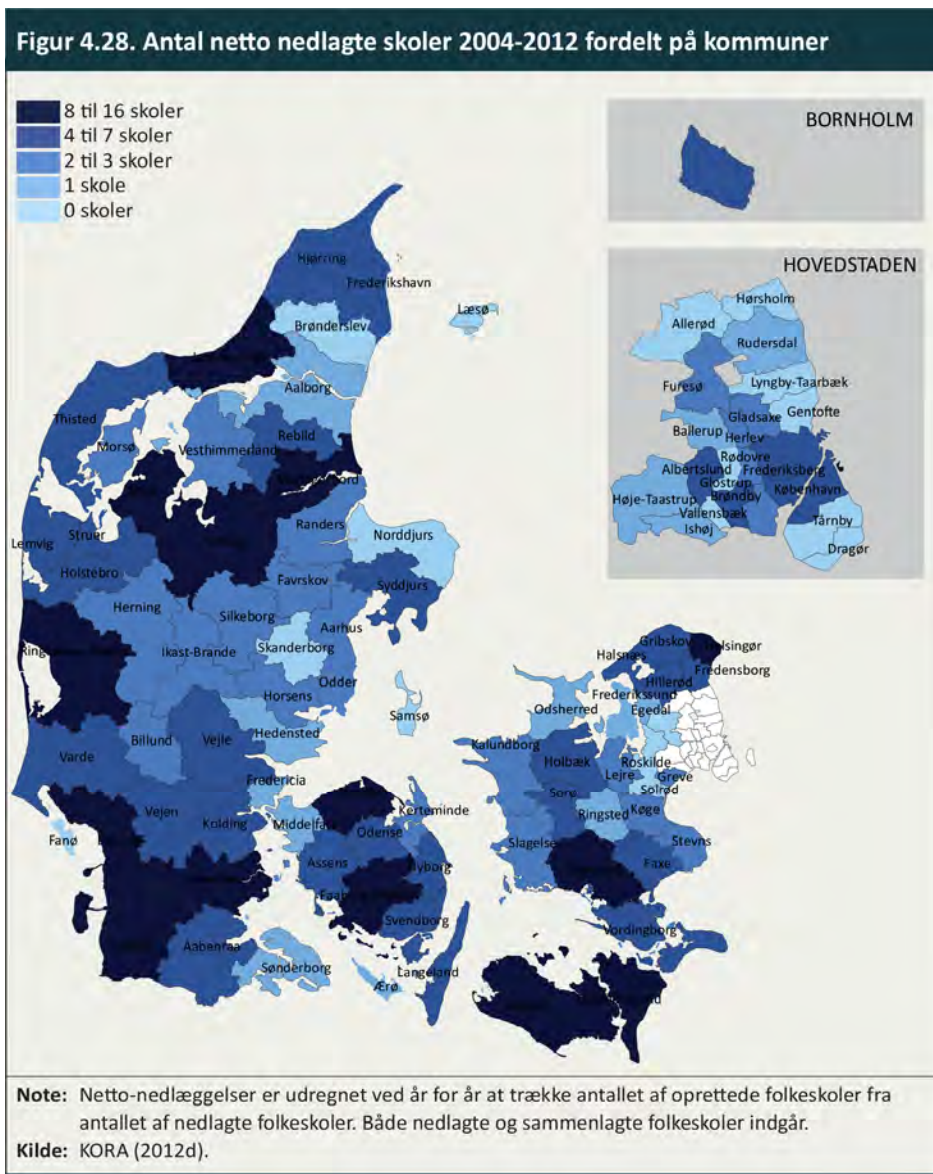 Figur 4.28. Antal netto nedlagte skoler 2004-2012 fordelt på kommuner
8 til 16 skoler
4 til 7 skoler
2 til 3 skoler
1 skole
0 skoler
BORNHOLM
HOVEDSTADEN
Hjørring
Frederikshavn
Læsø
Brønderslev
Aalborg
Thisted
Morsø
Vesthimmerland
Rebild
Randers
Norddjurs
Struer
Lemvig
Holstebro
Favrskov
Syddjurs
Herning
Silkeborg
Aarhus
Ikast-Brande
Skanderborg
Odder
Horsens
Samsø
Hedensted
Billund
Vejle
Varde
Fredericia
Vejen
Kolding
Middelfart
Kerteminde
Odense
Fanø
Assens
Nyborg
Svendborg
Aabenraa
Sønderborg
Langeland
Ærø
Hørsholm
Allerød
Rudersdal
Furesø
Lyngby-Taarbæk
Gentofte
Gladsaxe
Ballerup
Herlev
Rødovre
Albertslund
Frederiksberg
Glostrup
København
Høje-Taastrup
Brøndby
Vallensbæk
Ishøj
Tårnby
Dragør
Gribskov
Helsingør
Halsnæs
Fredensborg
Hillerød
Frederikssund
Odsherred
Egedal
Kalundborg
Holbæk
Roskilde
Lejre
Greve
Solrød
Sorø
Ringsted
Køge
Slagelse
Stevns
Faxe
Vordingborg
Note: Netto-nedlæggelser er udregnet ved år for år at trække antallet af oprettede folkeskoler fra
antallet af nedlagte folkeskoler. Både nedlagte og sammenlagte folkeskoler indgår.
Kilde: KORA (2012d).